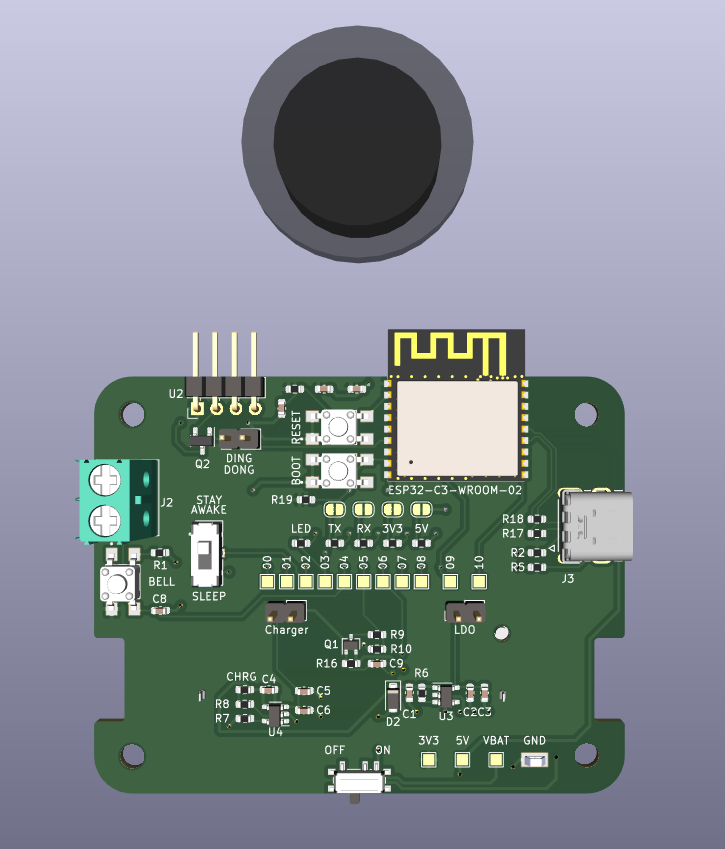 U2
Q2
DING
DONG
RESET
BOOT
ESP32-C3-WROOM-02
J2
STAY
AWAKE
R19
LED
TX
RX
3V3
5V
R18
R17
R2
R5
J3
R1
BELL
SLEEP
C8
00
01
02
03
04
05
06
07
08
09
10
Charger
LDO
Q1
R9
R10
R16
C9
CHRG
C4
C5
R8
C6
R7
U4
R6
D2
C1
U3
C2C3
OFF
ON
3V3
5V
VBAT
GND